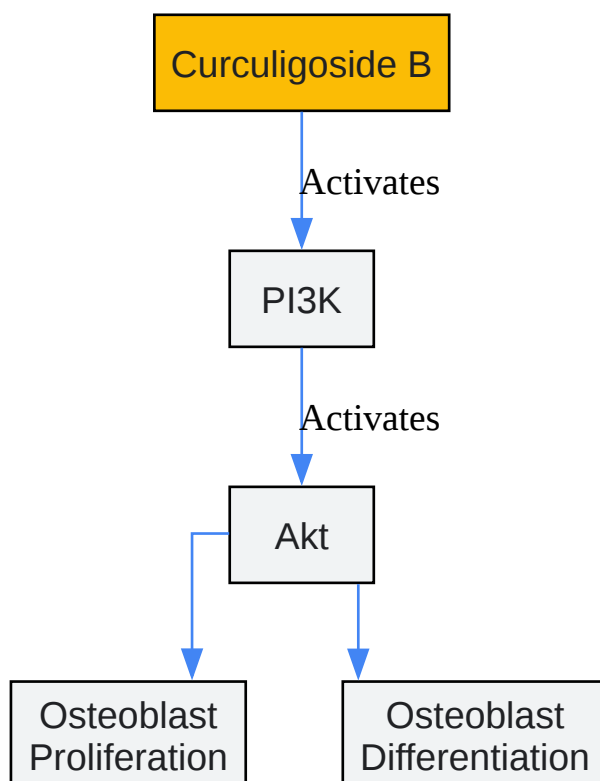 Curculigoside B
Activates
PI3K
Activates
Akt
Osteoblast
Proliferation
Osteoblast
Differentiation